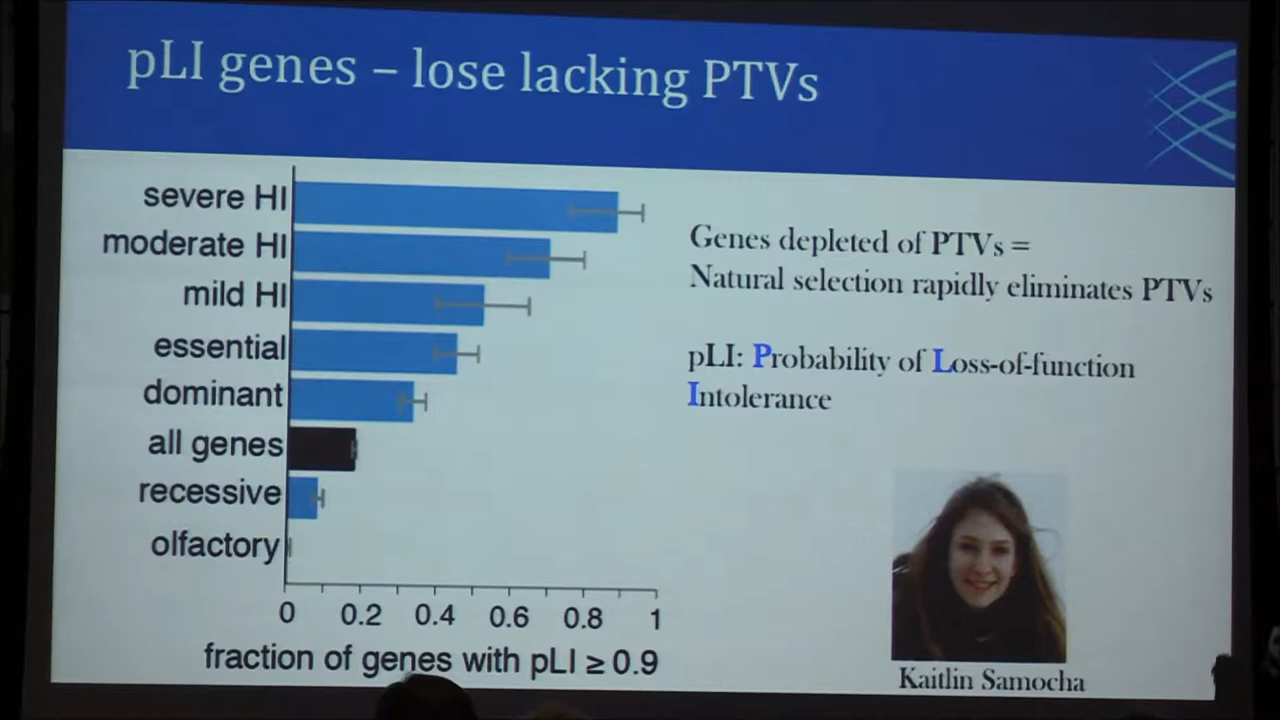 pLI genes – lose lacking PTVs
severe HI
moderate HI
mild HI
essential
dominant
all genes
recessive
olfactory
0 0.2 0.4 0.6 0.8 1
fraction of genes with pLI ≥ 0.9
Genes depleted of PTVs =
Natural selection rapidly eliminates PTVs
pLI: Probability of Loss-of-function
Intolerance
Kaitlin Samocha